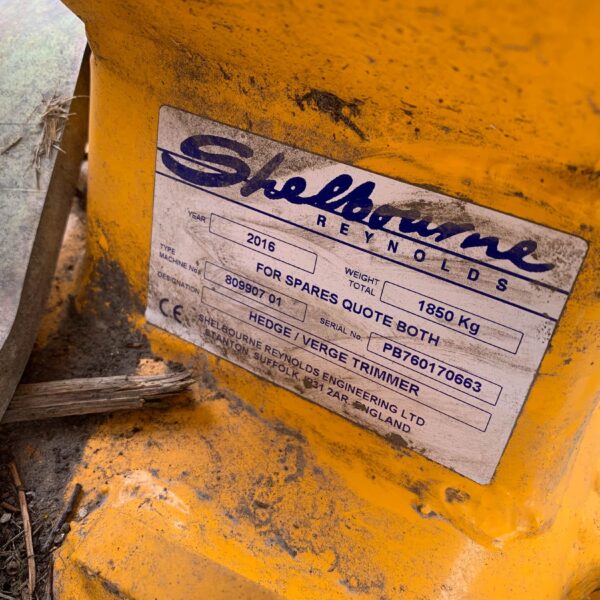 Shelbourne
REYNOLDS
YEAR 2016 WEIGHT TOTAL 1850 Kg
FOR SPARES QUOTE BOTH
TYPE MACHINE No 809907 01 SERIAL No. PB760170663
DESIGNATION HEDGE / VERGE TRIMMER
CE SHELBOURNE REYNOLDS ENGINEERING LTD
STANTON, SUFFOLK, 2AR, ENGLAND